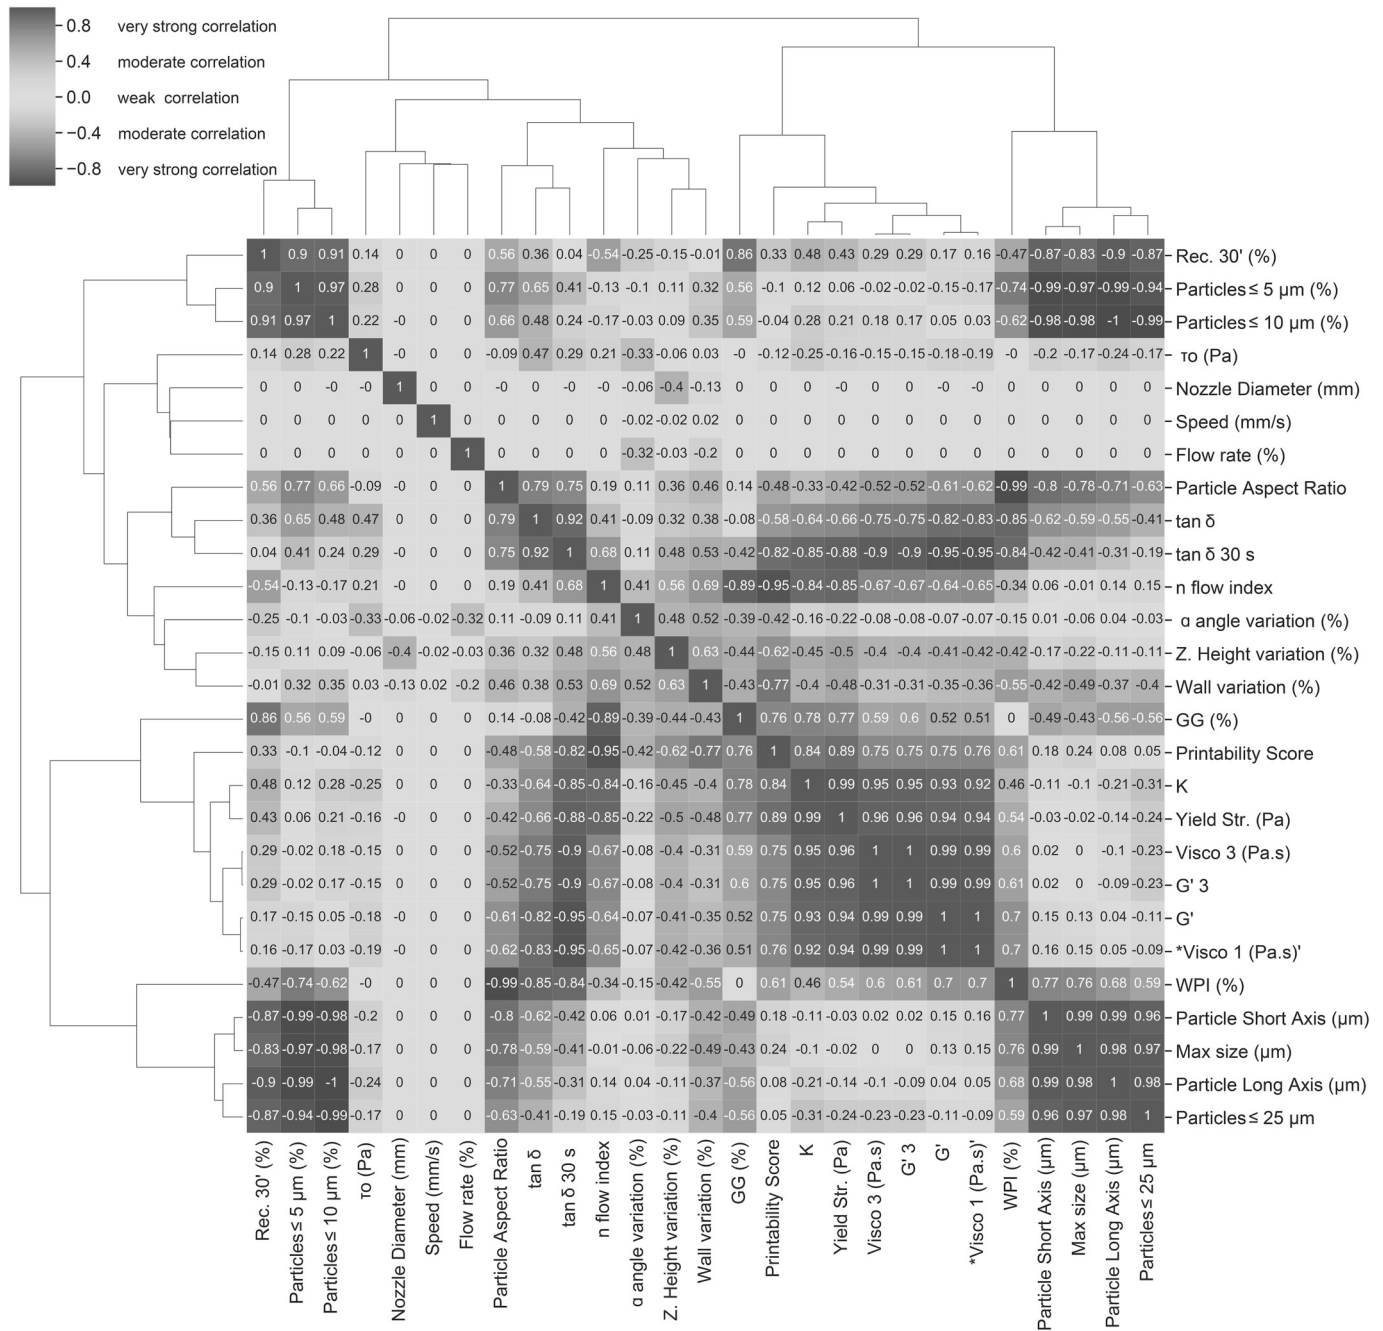 0.8 very strong correlation
0.4 moderate correlation
0.0 weak correlation
−0.4 moderate correlation
−0.8 very strong correlation
1 0.9 0.91 0.14 0 0 0 0.56 0.36 0.04 -0.54 -0.25 -0.15 -0.01 0.86 0.33 0.48 0.43 0.29 0.29 0.17 0.16 -0.47 -0.87 -0.83 -0.9 -0.87 Rec. 30' (%)
0.9 1 0.97 0.28 0 0 0 0.77 0.65 0.41 -0.13 -0.1 0.11 0.32 0.56 -0.1 0.12 0.06 -0.02 -0.02 -0.15 -0.17 -0.74 -0.99 -0.97 -0.99 -0.94 Particles ≤ 5 µm (%)
0.91 0.97 1 0.22 -0 0 0 0.66 0.48 0.24 -0.17 -0.03 0.09 0.35 0.59 -0.04 0.28 0.21 0.18 0.17 0.05 0.03 -0.62 -0.98 -0.98 -1 -0.99 Particles ≤ 10 µm (%)
0.14 0.28 0.22 1 -0 0 0 -0.09 0.47 0.29 0.21 -0.33 -0.06 0.03 -0 -0.12 -0.25 -0.16 -0.15 -0.15 -0.18 -0.19 -0 -0.2 -0.17 -0.24 -0.17 τo (Pa)
0 0 -0 -0 1 0 0 -0 0 -0 -0 -0.06 -0.4 -0.13 0 0 0 -0 0 0 -0 -0 0 0 0 0 0 Nozzle Diameter (mm)
0 0 0 0 0 1 0 0 0 0 0 -0.02 -0.02 0.02 0 0 0 0 0 0 0 0 0 0 0 0 0 Speed (mm/s)
0 0 0 0 0 0 1 0 0 0 0 -0.32 -0.03 -0.2 0 0 0 0 0 0 0 0 0 0 0 0 0 Flow rate (%)
0.56 0.77 0.66 -0.09 -0 0 0 1 0.79 0.75 0.19 0.11 0.36 0.46 0.14 -0.48 -0.33 -0.42 -0.52 -0.52 -0.61 -0.62 -0.99 -0.8 -0.78 -0.71 -0.63 Particle Aspect Ratio
0.36 0.65 0.48 0.47 0 0 0 0.79 1 0.92 0.41 -0.09 0.32 0.38 -0.08 -0.58 -0.64 -0.66 -0.75 -0.75 -0.82 -0.83 -0.85 -0.62 -0.59 -0.55 -0.41 tan δ
0.04 0.41 0.24 0.29 -0 0 0 0.75 0.92 1 0.68 0.11 0.48 0.53 -0.42 -0.82 -0.85 -0.88 -0.9 -0.9 -0.95 -0.95 -0.84 -0.42 -0.41 -0.31 -0.19 tan δ 30 s
-0.54 -0.13 -0.17 0.21 -0 0 0 0.19 0.41 0.68 1 0.41 0.56 0.69 -0.89 -0.95 -0.84 -0.85 -0.67 -0.67 -0.64 -0.65 -0.34 0.06 -0.01 0.14 0.15 n flow index
-0.25 -0.1 -0.03 -0.33 -0.06 -0.02 -0.32 0.11 -0.09 0.11 0.41 1 0.48 0.52 -0.39 -0.42 -0.16 -0.22 -0.08 -0.08 -0.07 -0.07 -0.15 0.01 -0.06 0.04 -0.03 α angle variation (%)
-0.15 0.11 0.09 -0.06 -0.4 -0.02 -0.03 0.36 0.32 0.48 0.56 0.48 1 0.63 -0.44 -0.62 -0.45 -0.5 -0.4 -0.4 -0.41 -0.42 -0.42 -0.17 -0.22 -0.11 -0.11 Z. Height variation (%)
-0.01 0.32 0.35 0.03 -0.13 0.02 -0.2 0.46 0.38 0.53 0.69 0.52 0.63 1 -0.43 -0.77 -0.4 -0.48 -0.31 -0.31 -0.35 -0.36 -0.55 -0.42 -0.49 -0.37 -0.4 Wall variation (%)
0.86 0.56 0.59 -0 0 0 0 0.14 -0.08 -0.42 -0.89 -0.39 -0.44 -0.43 1 0.76 0.78 0.77 0.59 0.6 0.52 0.51 0 -0.49 -0.43 -0.56 -0.56 GG (%)
0.33 -0.1 -0.04 -0.12 0 0 0 -0.48 -0.58 -0.82 -0.95 -0.42 -0.62 -0.77 0.76 1 0.84 0.89 0.75 0.75 0.75 0.76 0.61 0.18 0.24 0.08 0.05 Printability Score
0.48 0.12 0.28 -0.25 0 0 0 -0.33 -0.64 -0.85 -0.84 -0.16 -0.45 -0.4 0.78 0.84 1 0.99 0.95 0.95 0.93 0.92 0.46 -0.11 -0.1 -0.21 -0.31 K
0.43 0.06 0.21 -0.16 -0 0 0 -0.42 -0.66 -0.88 -0.85 -0.22 -0.5 -0.48 0.77 0.89 0.99 1 0.96 0.96 0.94 0.94 0.54 -0.03 -0.02 -0.14 -0.24 Yield Str. (Pa)
0.29 -0.02 0.18 -0.15 0 0 0 -0.52 -0.75 -0.9 -0.67 -0.08 -0.4 -0.31 0.59 0.75 0.95 0.96 1 1 0.99 0.99 0.6 0.02 0 -0.1 -0.23 Visco 3 (Pa.s)
0.29 -0.02 0.17 -0.15 0 0 0 -0.52 -0.75 -0.9 -0.67 -0.08 -0.4 -0.31 0.6 0.75 0.95 0.96 1 1 0.99 0.99 0.61 0.02 0 -0.09 -0.23 G' 3
0.17 -0.15 0.05 -0.18 -0 0 0 -0.61 -0.82 -0.95 -0.64 -0.07 -0.41 -0.35 0.52 0.75 0.93 0.94 0.99 0.99 1 1 0.7 0.15 0.13 0.04 -0.11 G'
0.16 -0.17 0.03 -0.19 -0 0 0 -0.62 -0.83 -0.95 -0.65 -0.07 -0.42 -0.36 0.51 0.76 0.92 0.94 0.99 0.99 1 1 0.7 0.16 0.15 0.05 -0.09 *Visco 1 (Pa.s)'
-0.47 -0.74 -0.62 -0 0 0 0 -0.99 -0.85 -0.84 -0.34 -0.15 -0.42 -0.55 0 0.61 0.46 0.54 0.6 0.61 0.7 0.7 1 0.77 0.76 0.68 0.59 WPI (%)
-0.87 -0.99 -0.98 -0.2 0 0 0 -0.8 -0.62 -0.42 0.06 0.01 -0.17 -0.42 -0.49 0.18 -0.11 -0.03 0.02 0.02 0.15 0.16 0.77 1 0.99 0.99 0.96 Particle Short Axis (µm)
-0.83 -0.97 -0.98 -0.17 0 0 0 -0.78 -0.59 -0.41 -0.01 -0.06 -0.22 -0.49 -0.43 0.24 -0.1 -0.02 0 0 0.13 0.15 0.76 0.99 1 0.98 0.97 Max size (µm)
-0.9 -0.99 -1 -0.24 0 0 0 -0.71 -0.55 -0.31 0.14 0.04 -0.11 -0.37 -0.56 0.08 -0.21 -0.14 -0.1 -0.09 0.04 0.05 0.68 0.99 0.98 1 0.98 Particle Long Axis (µm)
-0.87 -0.94 -0.99 -0.17 0 0 0 -0.63 -0.41 -0.19 0.15 -0.03 -0.11 -0.4 -0.56 0.05 -0.31 -0.24 -0.23 -0.23 -0.11 -0.09 0.59 0.96 0.97 0.98 1 Particles ≤ 25 µm
Rec. 30' (%)
Particles ≤ 5 µm (%)
Particles ≤ 10 µm (%)
τo (Pa)
Nozzle Diameter (mm)
Speed (mm/s)
Flow rate (%)
Particle Aspect Ratio
tan δ
tan δ 30 s
n flow index
α angle variation (%)
Z. Height variation (%)
Wall variation (%)
GG (%)
Printability Score
K
Yield Str. (Pa)
Visco 3 (Pa.s)
G' 3
G'
*Visco 1 (Pa.s)'
WPI (%)
Particle Short Axis (µm)
Max size (µm)
Particle Long Axis (µm)
Particles ≤ 25 µm